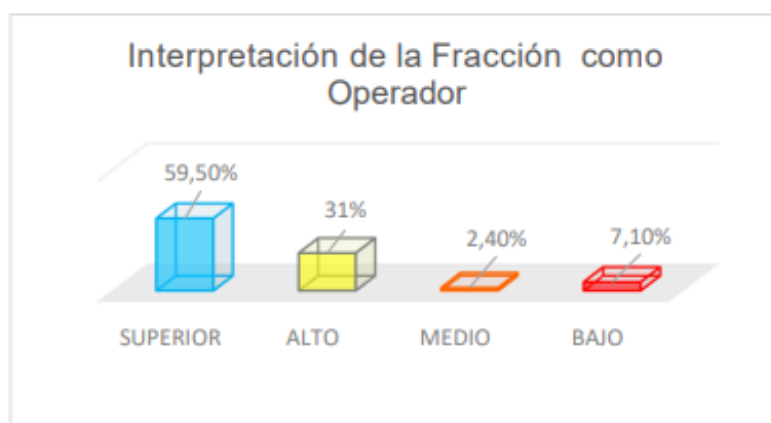 Interpretación de la Fracción como
Operador
59,50%
31%
2,40%
7,10%
SUPERIOR
ALTO
MEDIO
BAJO